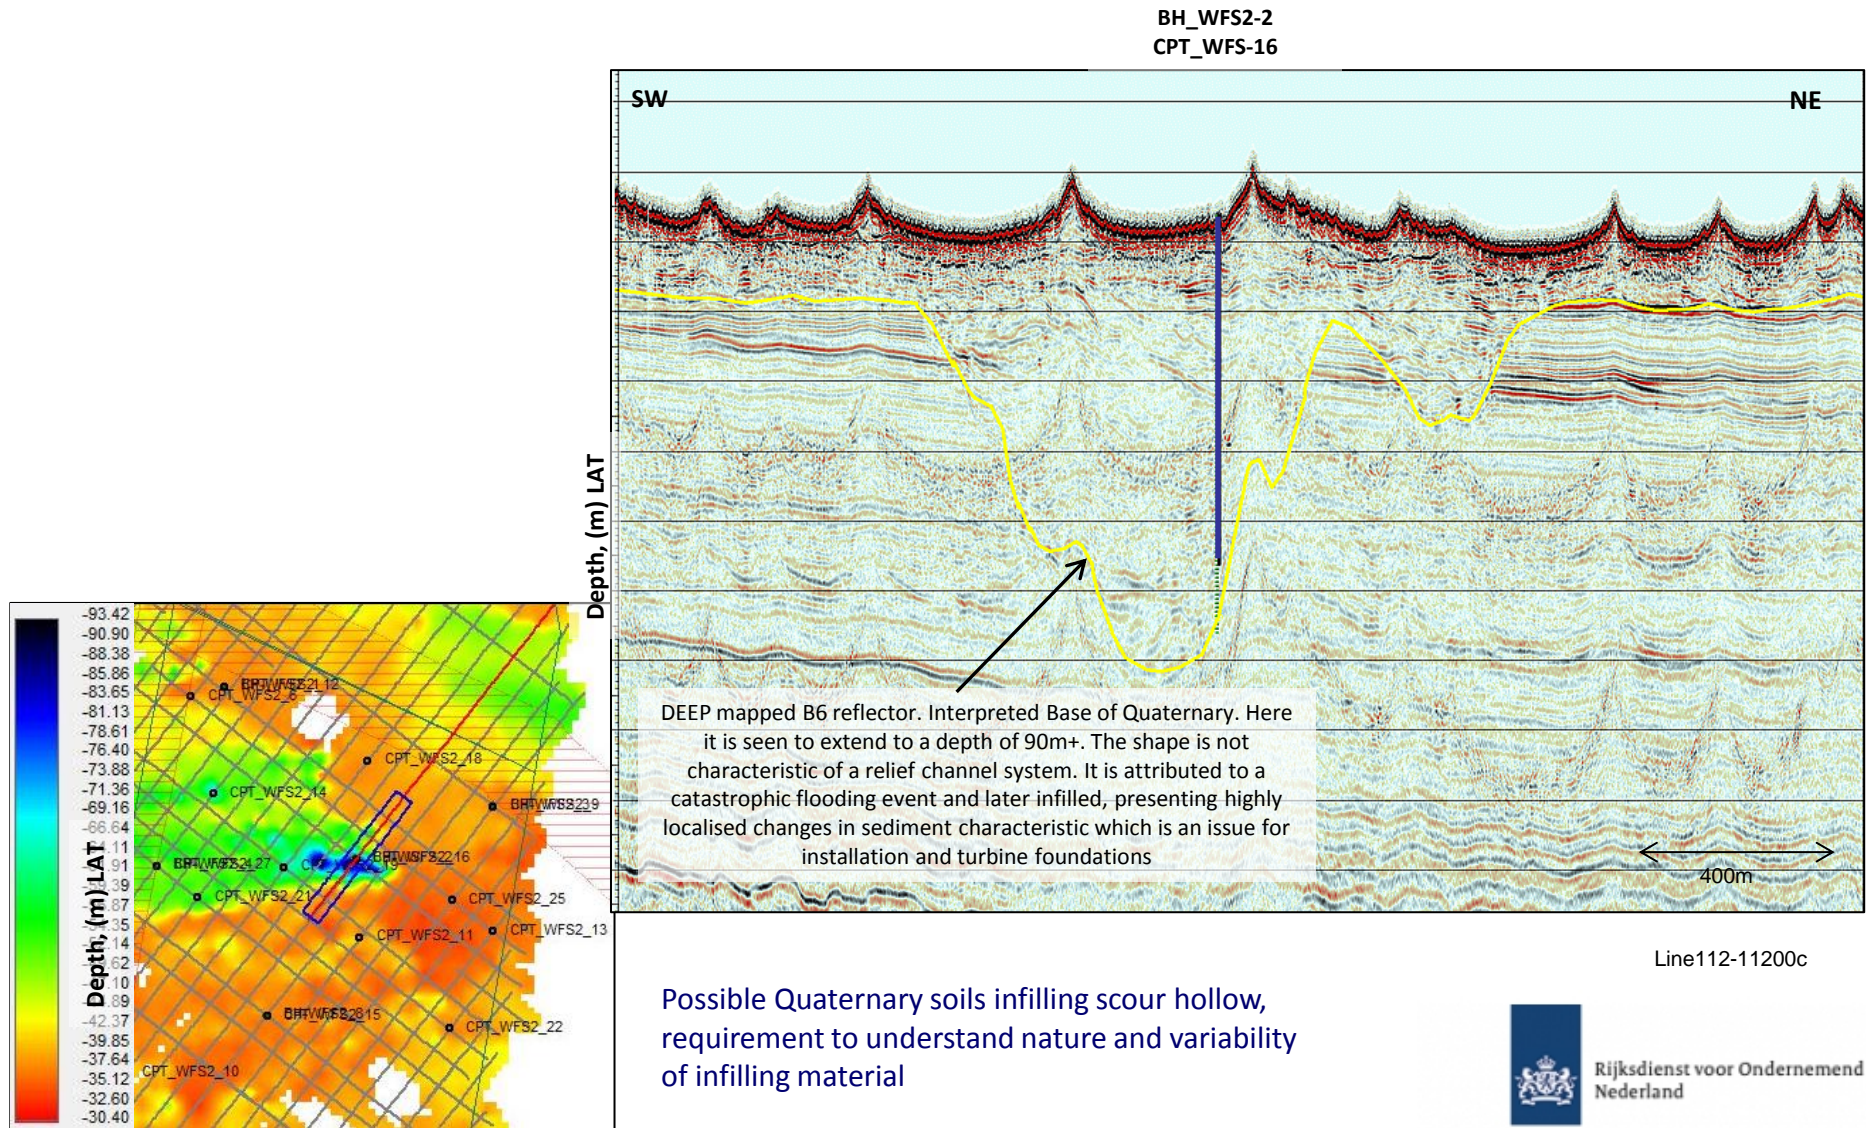 BH_WFS2-2
CPT_WFS-16
SW
NE
Depth, (m) LAT
DEEP mapped B6 reflector. Interpreted Base of Quaternary. Here
it is seen to extend to a depth of 90m+. The shape is not
characteristic of a relief channel system. It is attributed to a
catastrophic flooding event and later infilled, presenting highly
localised changes in sediment characteristic which is an issue for
installation and turbine foundations
400m
Line112-11200c
-93.42
-90.90
-88.38
-85.86
-83.65
-81.13
-78.61
-76.40
-73.88
-71.36
-69.16
-66.64
-42.37
-39.85
-37.64
-35.12
-32.60
-30.40
Depth, (m) LAT
CPT_WFS2_6
CPT_WFS2_18
CPT_WFS2_14
CPT_WFS2_21
CPT_WFS2_25
CPT_WFS2_11
CPT_WFS2_13
CPT_WFS2_22
CPT_WFS2_10
Possible Quaternary soils infilling scour hollow,
requirement to understand nature and variability
of infilling material
Rijksdienst voor Ondernemend
Nederland